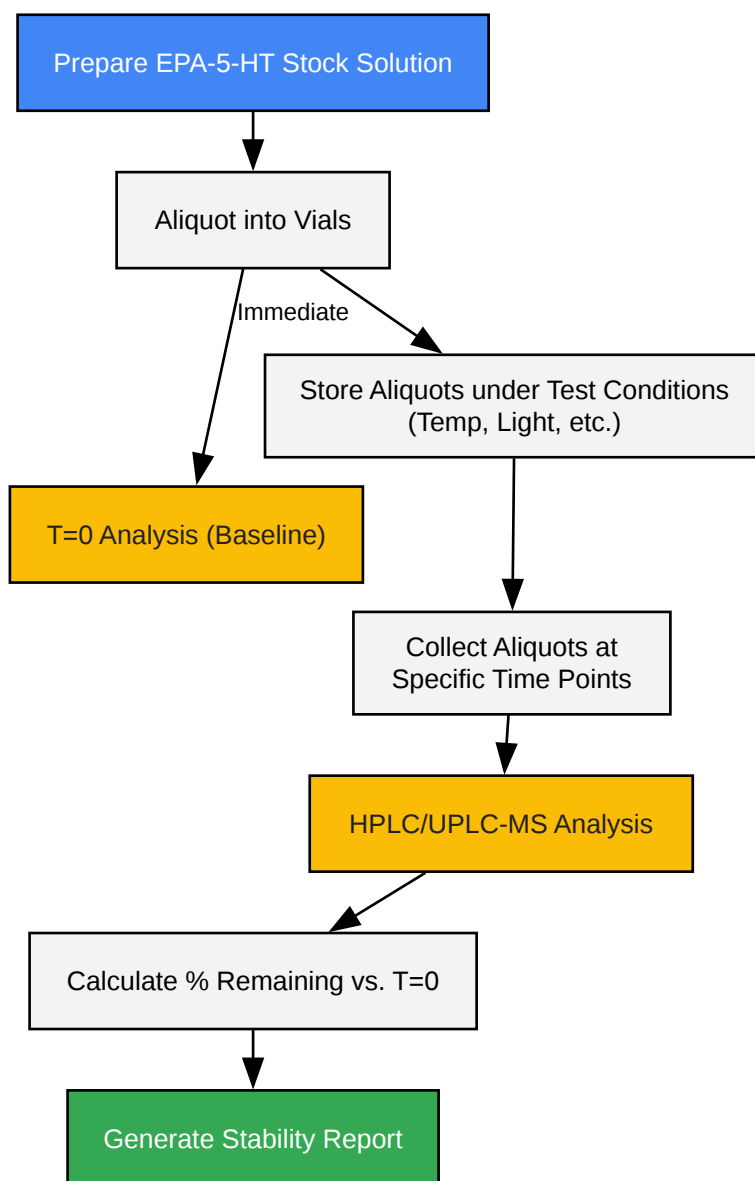 Prepare EPA-5-HT Stock Solution
Aliquot into Vials
Immediate
Store Aliquots under Test Conditions
(Temp, Light, etc.)
T=0 Analysis (Baseline)
Collect Aliquots at
Specific Time Points
HPLC/UPLC-MS Analysis
Calculate % Remaining vs. T=0
Generate Stability Report